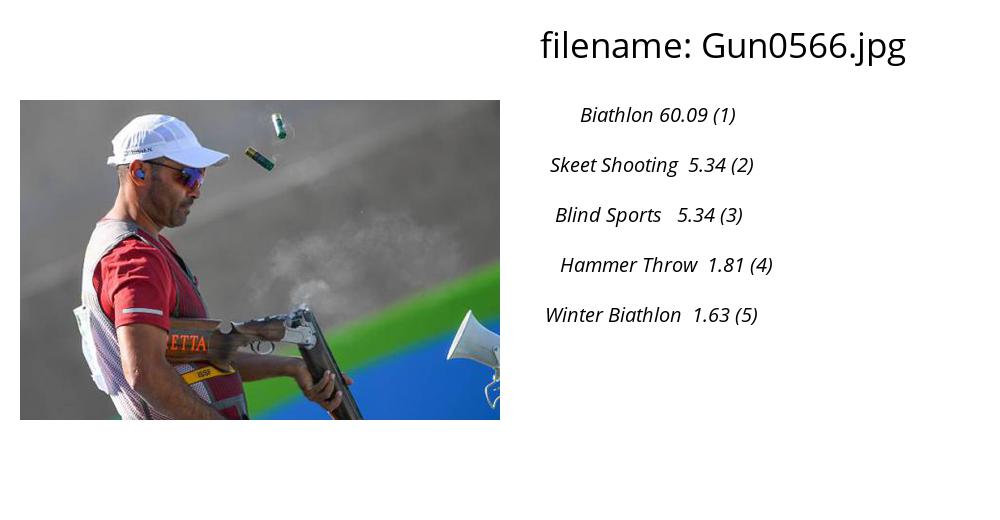 filename: Gun0566.jpg
Biathlon 60.09 (1)
Skeet Shooting 5.34 (2)
Blind Sports 5.34 (3)
Hammer Throw 1.81 (4)
Winter Biathlon 1.63 (5)
ETTA
ISSF